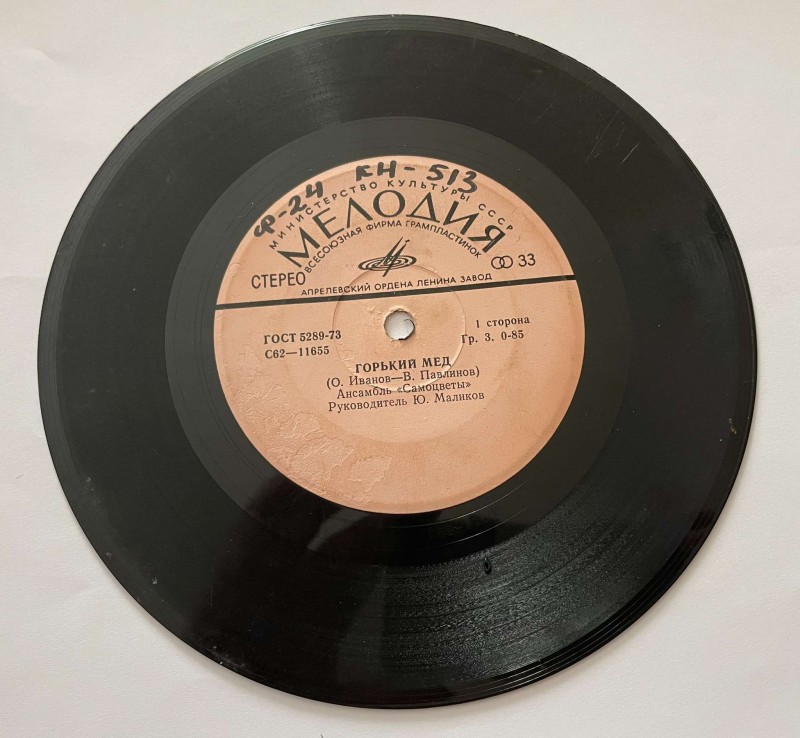 Ф-24 КН-513
МИНИСТЕРСТВО КУЛЬТУРЫ СССР
МЕЛОДИЯ
ВСЕСОЮЗНАЯ ФИРМА ГРАМПЛАСТИНОК
СТЕРЕО
33
АПРЕЛЕВСКИЙ ОРДЕНА ЛЕНИНА ЗАВОД
ГОСТ 5289-73
С62—11655
1 сторона
Гр. 3. 0-85
ГОРЬКИЙ МЕД
(О. Иванов—В. Павлинов)
Ансамбль «Самоцветы»
Руководитель Ю. Маликов